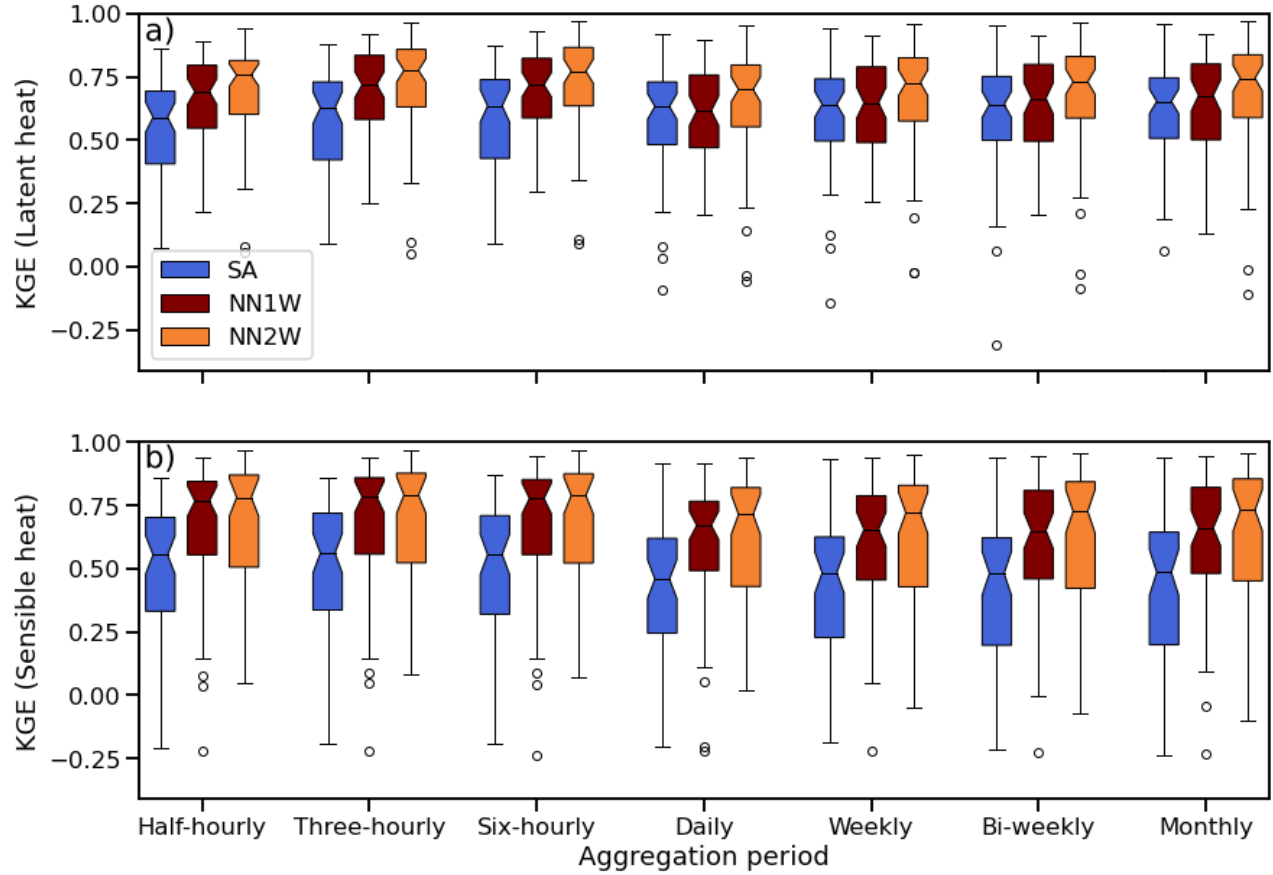 a)
1.00
0.75
0.50
0.25
0.00
−0.25
KGE (Latent heat)
SA
NN1W
NN2W
b)
1.00
0.75
0.50
0.25
0.00
−0.25
KGE (Sensible heat)
Half-hourly Three-hourly Six-hourly Daily Weekly Bi-weekly Monthly
Aggregation period